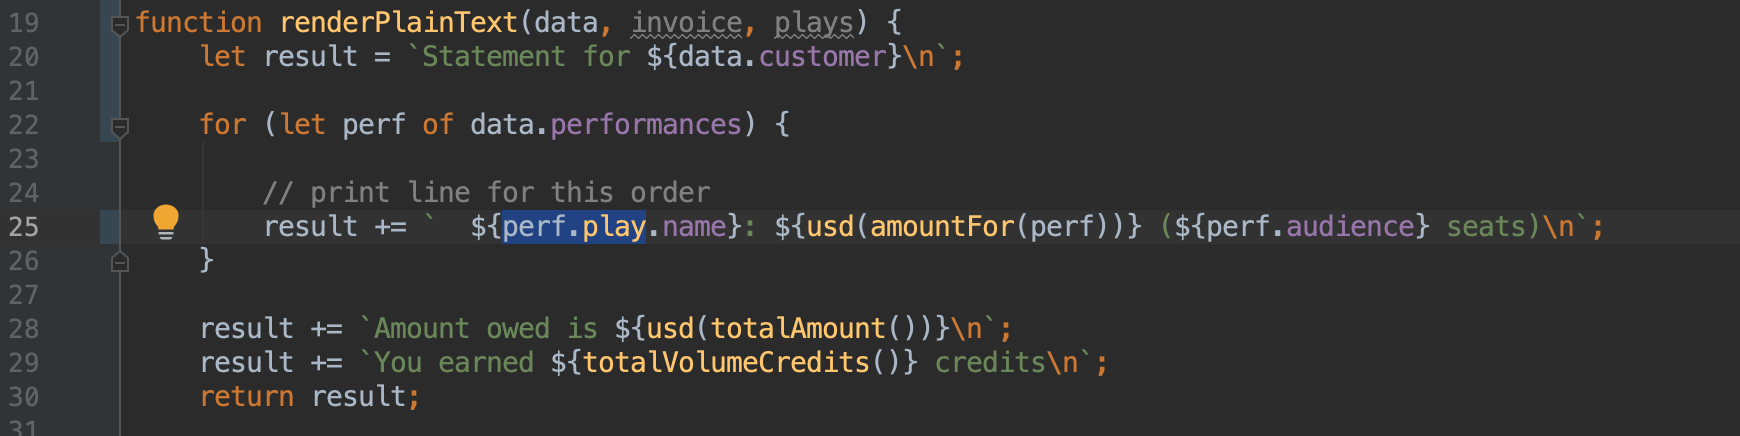 19 function renderPlainText(data, invoice, plays) {
20 let result = `Statement for ${data.customer}\n`;
21
22 for (let perf of data.performances) {
23
24 // print line for this order
25 result += `  ${perf.play.name}: ${usd(amountFor(perf))} (${perf.audience} seats)\n`;
26 }
27
28 result += `Amount owed is ${usd(totalAmount())}\n`;
29 result += `You earned ${totalVolumeCredits()} credits\n`;
30 return result;
31